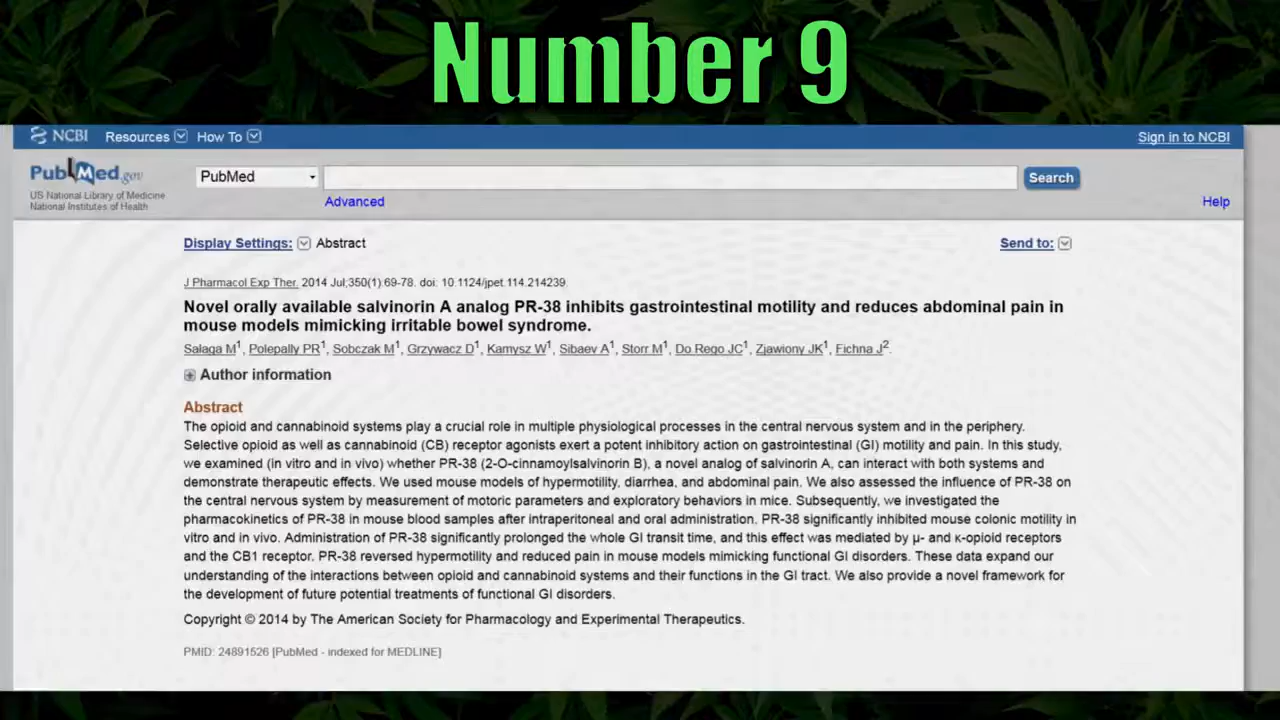 Number 9
NCBI Resources How To Sign in to NCBI
PubMed.gov
US National Library of Medicine
National Institutes of Health
PubMed
Search
Advanced
Help
Display Settings: Abstract
Send to:
J Pharmacol Exp Ther. 2014 Jul;350(1):69-78. doi: 10.1124/jpet.114.214239.
Novel orally available salvinorin A analog PR-38 inhibits gastrointestinal motility and reduces abdominal pain in
mouse models mimicking irritable bowel syndrome.
Sałaga M1, Polepally PR1, Sobczak M1, Grzywacz D1, Kamysz W1, Sibaev A1, Storr M1, Do Rego JC1, Zjawiony JK1, Fichna J2.
Author information
Abstract
The opioid and cannabinoid systems play a crucial role in multiple physiological processes in the central nervous system and in the periphery.
Selective opioid as well as cannabinoid (CB) receptor agonists exert a potent inhibitory action on gastrointestinal (GI) motility and pain. In this study,
we examined (in vitro and in vivo) whether PR-38 (2-O-cinnamoylsalvinorin B), a novel analog of salvinorin A, can interact with both systems and
demonstrate therapeutic effects. We used mouse models of hypermotility, diarrhea, and abdominal pain. We also assessed the influence of PR-38 on
the central nervous system by measurement of motoric parameters and exploratory behaviors in mice. Subsequently, we investigated the
pharmacokinetics of PR-38 in mouse blood samples after intraperitoneal and oral administration. PR-38 significantly inhibited mouse colonic motility in
vitro and in vivo. Administration of PR-38 significantly prolonged the whole GI transit time, and this effect was mediated by µ- and κ-opioid receptors
and the CB1 receptor. PR-38 reversed hypermotility and reduced pain in mouse models mimicking functional GI disorders. These data expand our
understanding of the interactions between opioid and cannabinoid systems and their functions in the GI tract. We also provide a novel framework for
the development of future potential treatments of functional GI disorders.
Copyright © 2014 by The American Society for Pharmacology and Experimental Therapeutics.
PMID: 24891526 [PubMed - indexed for MEDLINE]